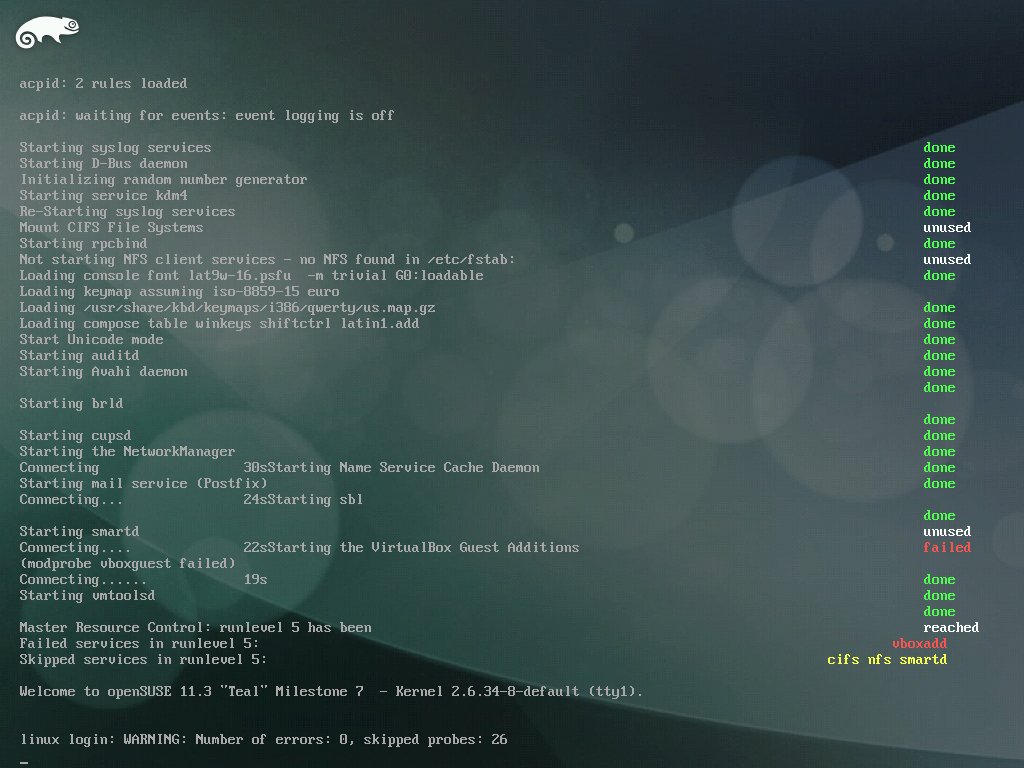 acpid: 2 rules loaded
acpid: waiting for events: event logging is off
Starting syslog services done
Starting D-Bus daemon done
Initializing random number generator done
Starting service kdm4 done
Re-Starting syslog services done
Mount CIFS File Systems unused
Starting rpcbind done
Not starting NFS client services - no NFS found in /etc/fstab: unused
Loading console font lat9w-16.psfu  -m trivial G0:loadable done
Loading keymap assuming iso-8859-15 euro
Loading /usr/share/kbd/keymaps/i386/qwerty/us.map.gz done
Loading compose table winkeys shiftctrl latin1.add done
Start Unicode mode done
Starting auditd done
Starting Avahi daemon done
done
Starting brld
done
Starting cupsd done
Starting the NetworkManager done
Connecting 30sStarting Name Service Cache Daemon done
Starting mail service (Postfix) done
Connecting... 24sStarting sbl
done
Starting smartd unused
Connecting.... 22sStarting the VirtualBox Guest Additions failed
(modprobe vboxguest failed)
Connecting...... 19s done
Starting vmtoolsd done
done
Master Resource Control: runlevel 5 has been reached
Failed services in runlevel 5: vboxadd
Skipped services in runlevel 5: cifs nfs smartd
Welcome to openSUSE 11.3 "Teal" Milestone 7  - Kernel 2.6.34-8-default (tty1).
linux login: WARNING: Number of errors: 0, skipped probes: 26
_